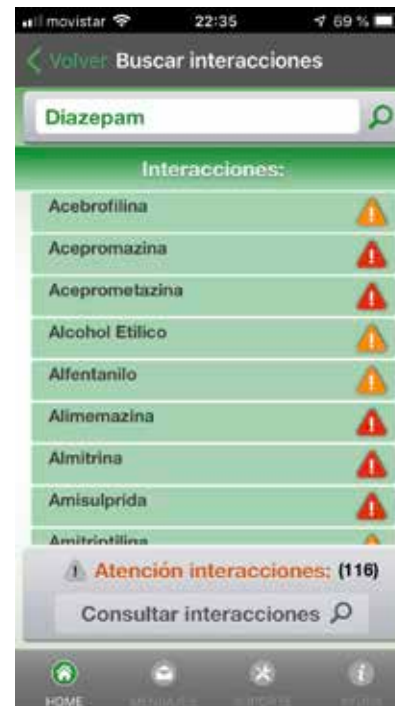 movistar 22:35 69 %
Volver Buscar interacciones
Diazepam
Interacciones:
Acebrofilina
Acepromazina
Aceprometazina
Alcohol Etílico
Alfentanilo
Alimemazina
Almitrina
Amisulprida
Amitriptilina
Atención interacciones: (116)
Consultar interacciones
HOME